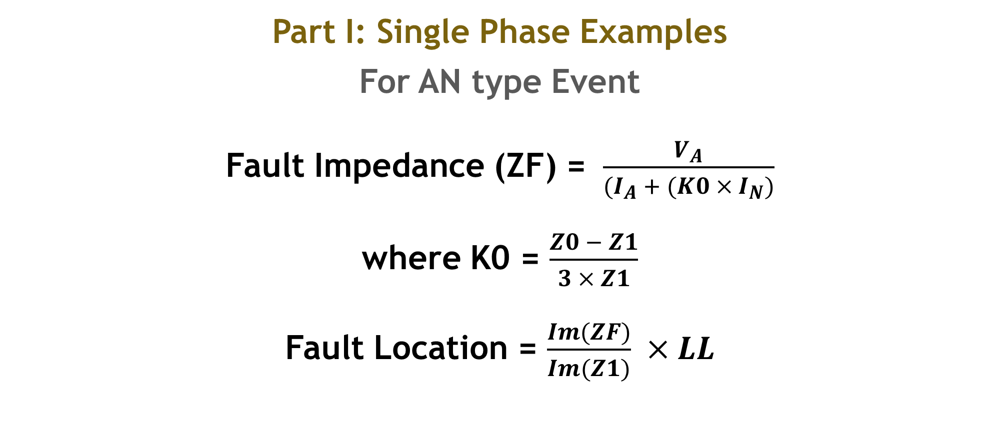 Part I: Single Phase Examples
For AN type Event
Fault Impedance (ZF) = V_A / (I_A + (K0 × I_N)
where K0 = Z0 − Z1 / 3 × Z1
Fault Location = Im(ZF) / Im(Z1) × LL